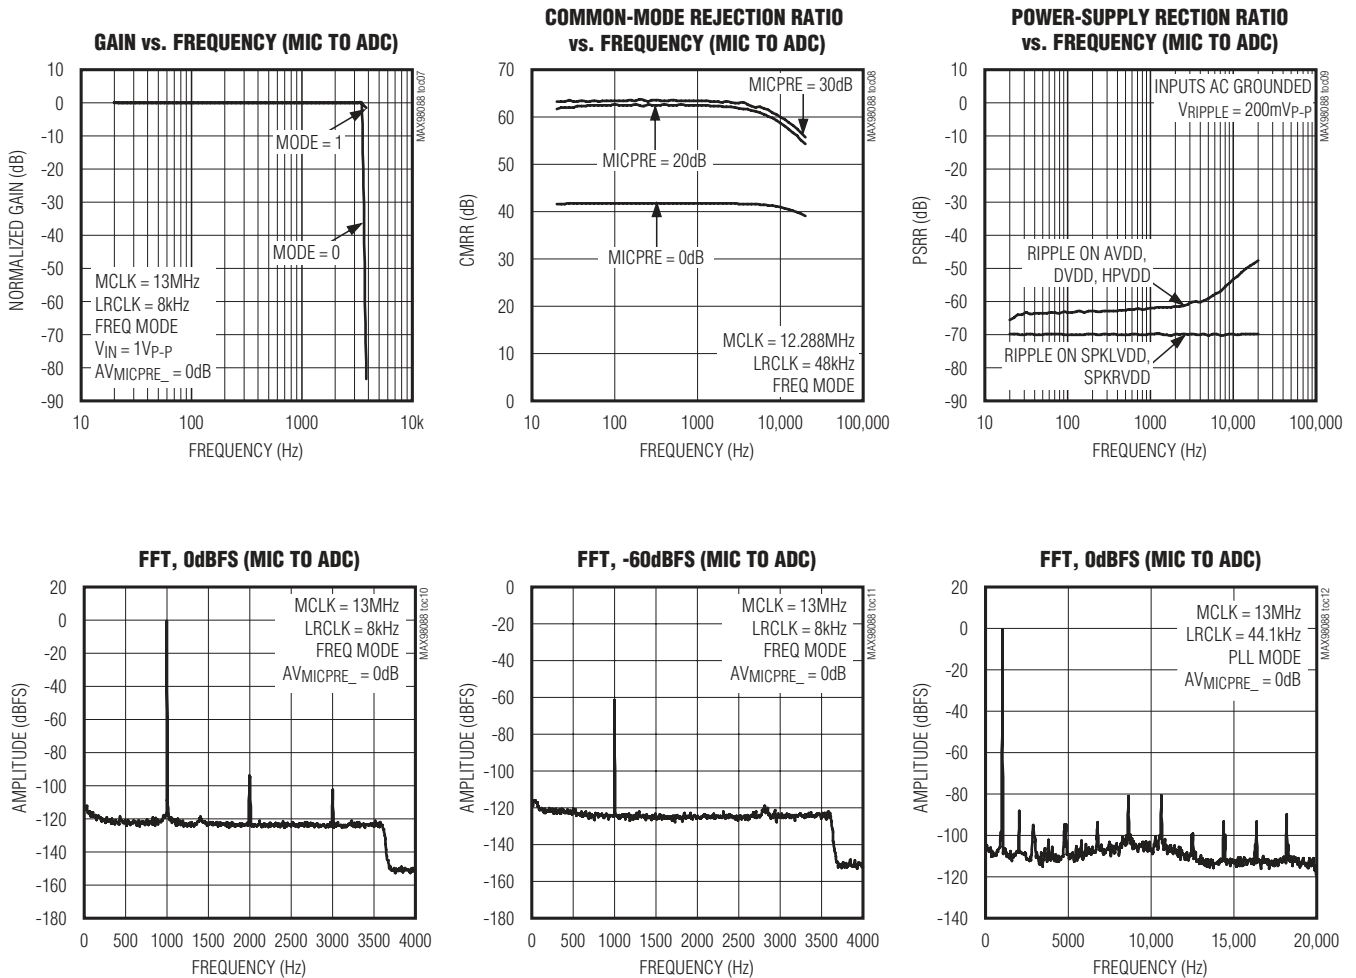 GAIN vs. FREQUENCY (MIC TO ADC)
MAX98088 toc07
NORMALIZED GAIN (dB)
10
0
-10
-20
-30
-40
-50
-60
-70
-80
-90
MODE = 1
MODE = 0
MCLK = 13MHz
LRCLK = 8kHz
FREQ MODE
VIN = 1VP-P
AVMICPRE_ = 0dB
10
100
1000
10k
FREQUENCY (Hz)
COMMON-MODE REJECTION RATIO
vs. FREQUENCY (MIC TO ADC)
MAX98088 toc08
CMRR (dB)
70
60
50
40
30
20
10
0
MICPRE = 30dB
MICPRE = 20dB
MICPRE = 0dB
MCLK = 12.288MHz
LRCLK = 48kHz
FREQ MODE
10
100
1000
10,000
100,000
FREQUENCY (Hz)
POWER-SUPPLY RECTION RATIO
vs. FREQUENCY (MIC TO ADC)
MAX98088 toc09
PSRR (dB)
10
0
-10
-20
-30
-40
-50
-60
-70
-80
-90
INPUTS AC GROUNDED
VRIPPLE = 200mVP-P
RIPPLE ON AVDD,
DVDD, HPVDD
RIPPLE ON SPKLVDD,
SPKRVDD
10
100
1000
10,000
100,000
FREQUENCY (Hz)
FFT, 0dBFS (MIC TO ADC)
MAX98088 toc10
AMPLITUDE (dBFS)
20
0
-20
-40
-60
-80
-100
-120
-140
-160
-180
MCLK = 13MHz
LRCLK = 8kHz
FREQ MODE
AVMICPRE_ = 0dB
0
500
1000
1500
2000
2500
3000
3500
4000
FREQUENCY (Hz)
FFT, -60dBFS (MIC TO ADC)
MAX98088 toc11
AMPLITUDE (dBFS)
0
-20
-40
-60
-80
-100
-120
-140
-160
-180
MCLK = 13MHz
LRCLK = 8kHz
FREQ MODE
AVMICPRE_ = 0dB
0
500
1000
1500
2000
2500
3000
3500
4000
FREQUENCY (Hz)
FFT, 0dBFS (MIC TO ADC)
MAX98088 toc12
AMPLITUDE (dBFS)
20
0
-20
-40
-60
-80
-100
-120
-140
MCLK = 13MHz
LRCLK = 44.1kHz
PLL MODE
AVMICPRE_ = 0dB
0
5000
10,000
15,000
20,000
FREQUENCY (Hz)